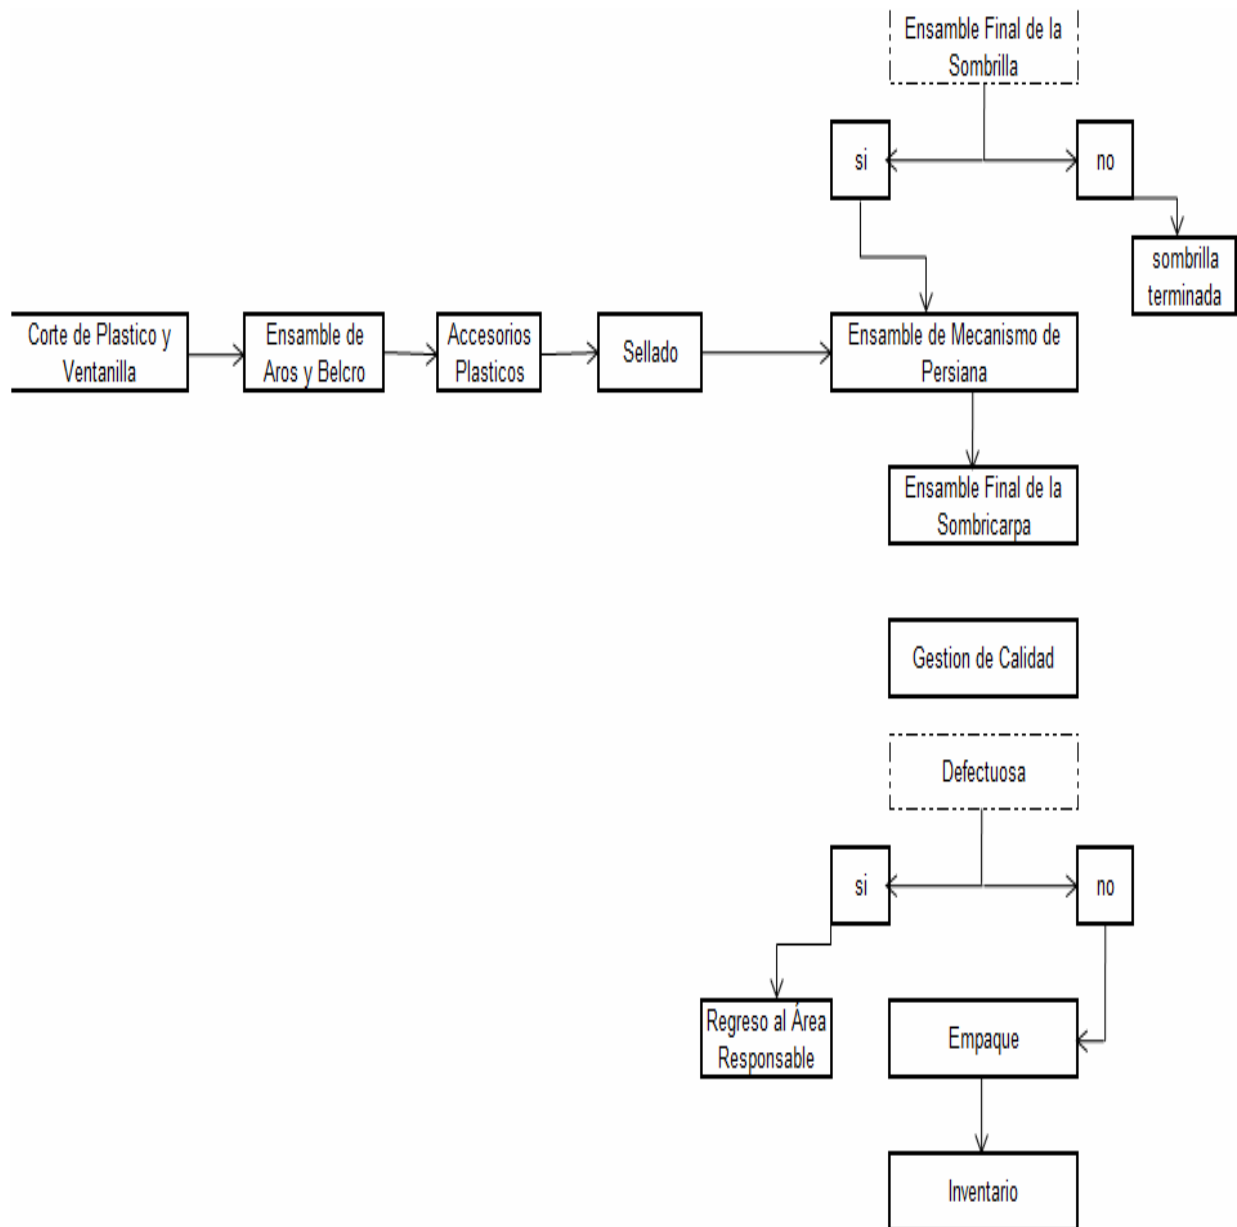 Ensamble Final de la
Sombrilla
si
no
sombrilla
terminada
Corte de Plastico y
Ventanilla
Ensamble de
Aros y Belcro
Accesorios
Plasticos
Sellado
Ensamble de Mecanismo de
Persiana
Ensamble Final de la
Sombricarpa
Gestion de Calidad
Defectuosa
si
no
Regreso al Área
Responsable
Empaque
Inventario